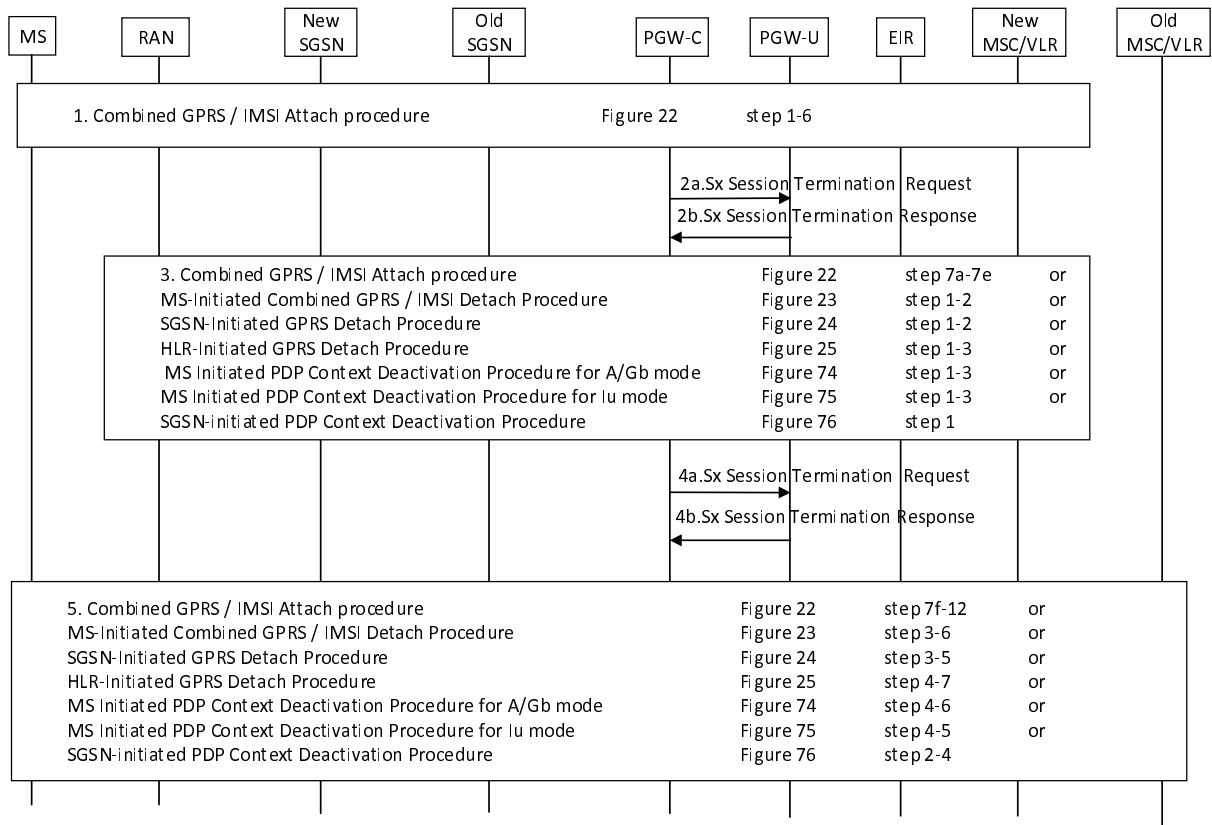 MS
RAN
New
SGSN
Old
SGSN
PGW-C
PGW-U
EIR
New
MSC/VLR
Old
MSC/VLR
1. Combined GPRS / IMSI Attach procedure Figure 22 step 1-6
2a.Sx Session Termination Request
2b.Sx Session Termination Response
3. Combined GPRS / IMSI Attach procedure Figure 22 step 7a-7e or
MS-Initiated Combined GPRS / IMSI Detach Procedure Figure 23 step 1-2 or
SGSN-Initiated GPRS Detach Procedure Figure 24 step 1-2 or
HLR-Initiated GPRS Detach Procedure Figure 25 step 1-3 or
MS Initiated PDP Context Deactivation Procedure for A/Gb mode Figure 74 step 1-3 or
MS Initiated PDP Context Deactivation Procedure for Iu mode Figure 75 step 1-3 or
SGSN-initiated PDP Context Deactivation Procedure Figure 76 step 1
4a.Sx Session Termination Request
4b.Sx Session Termination Response
5. Combined GPRS / IMSI Attach procedure Figure 22 step 7f-12 or
MS-Initiated Combined GPRS / IMSI Detach Procedure Figure 23 step 3-6 or
SGSN-Initiated GPRS Detach Procedure Figure 24 step 3-5 or
HLR-Initiated GPRS Detach Procedure Figure 25 step 4-7 or
MS Initiated PDP Context Deactivation Procedure for A/Gb mode Figure 74 step 4-6 or
MS Initiated PDP Context Deactivation Procedure for Iu mode Figure 75 step 4-5 or
SGSN-initiated PDP Context Deactivation Procedure Figure 76 step 2-4